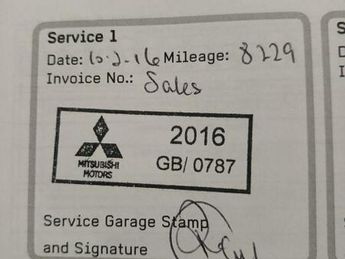 Service 1
Date: 10.2.16 Mileage: 8229
Invoice No.: Sales
2016
GB/0787
MITSUBISHI
MOTORS
Service Garage Stamp
and Signature